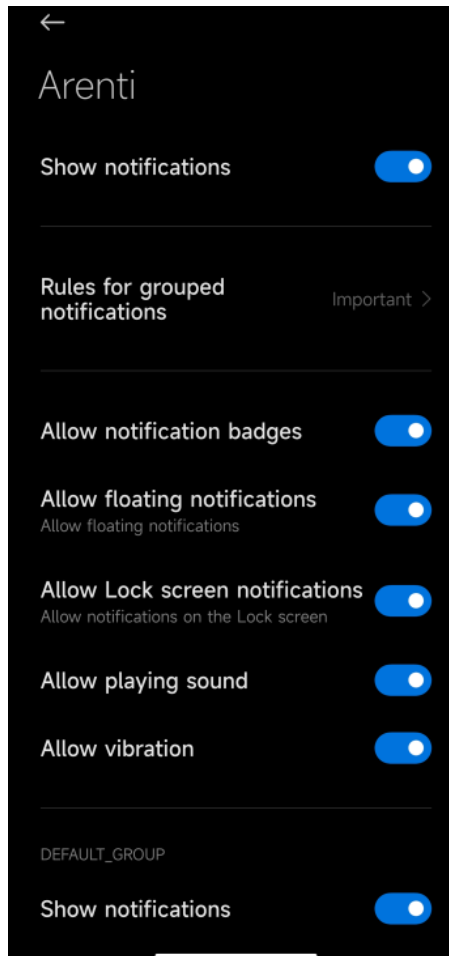 Arenti
Show notifications
Rules for grouped
notifications
Important
Allow notification badges
Allow floating notifications
Allow floating notifications
Allow Lock screen notifications
Allow notifications on the Lock screen
Allow playing sound
Allow vibration
DEFAULT_GROUP
Show notifications